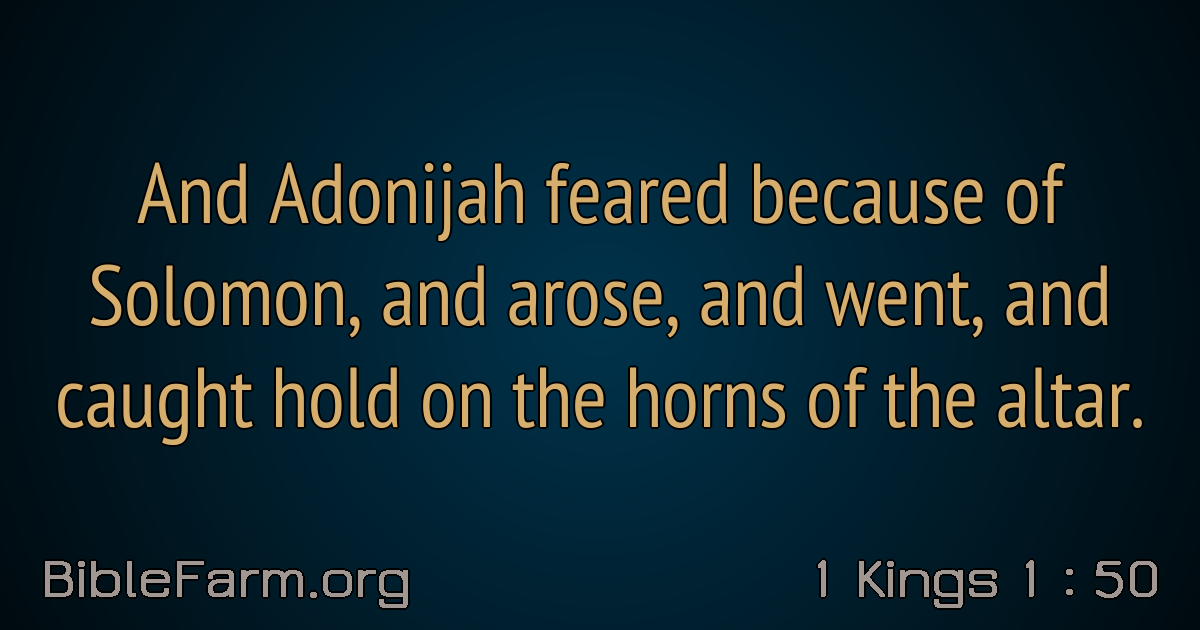 And Adonijah feared because of
Solomon, and arose, and went, and
caught hold on the horns of the altar.
BibleFarm.org
1 Kings 1 : 50